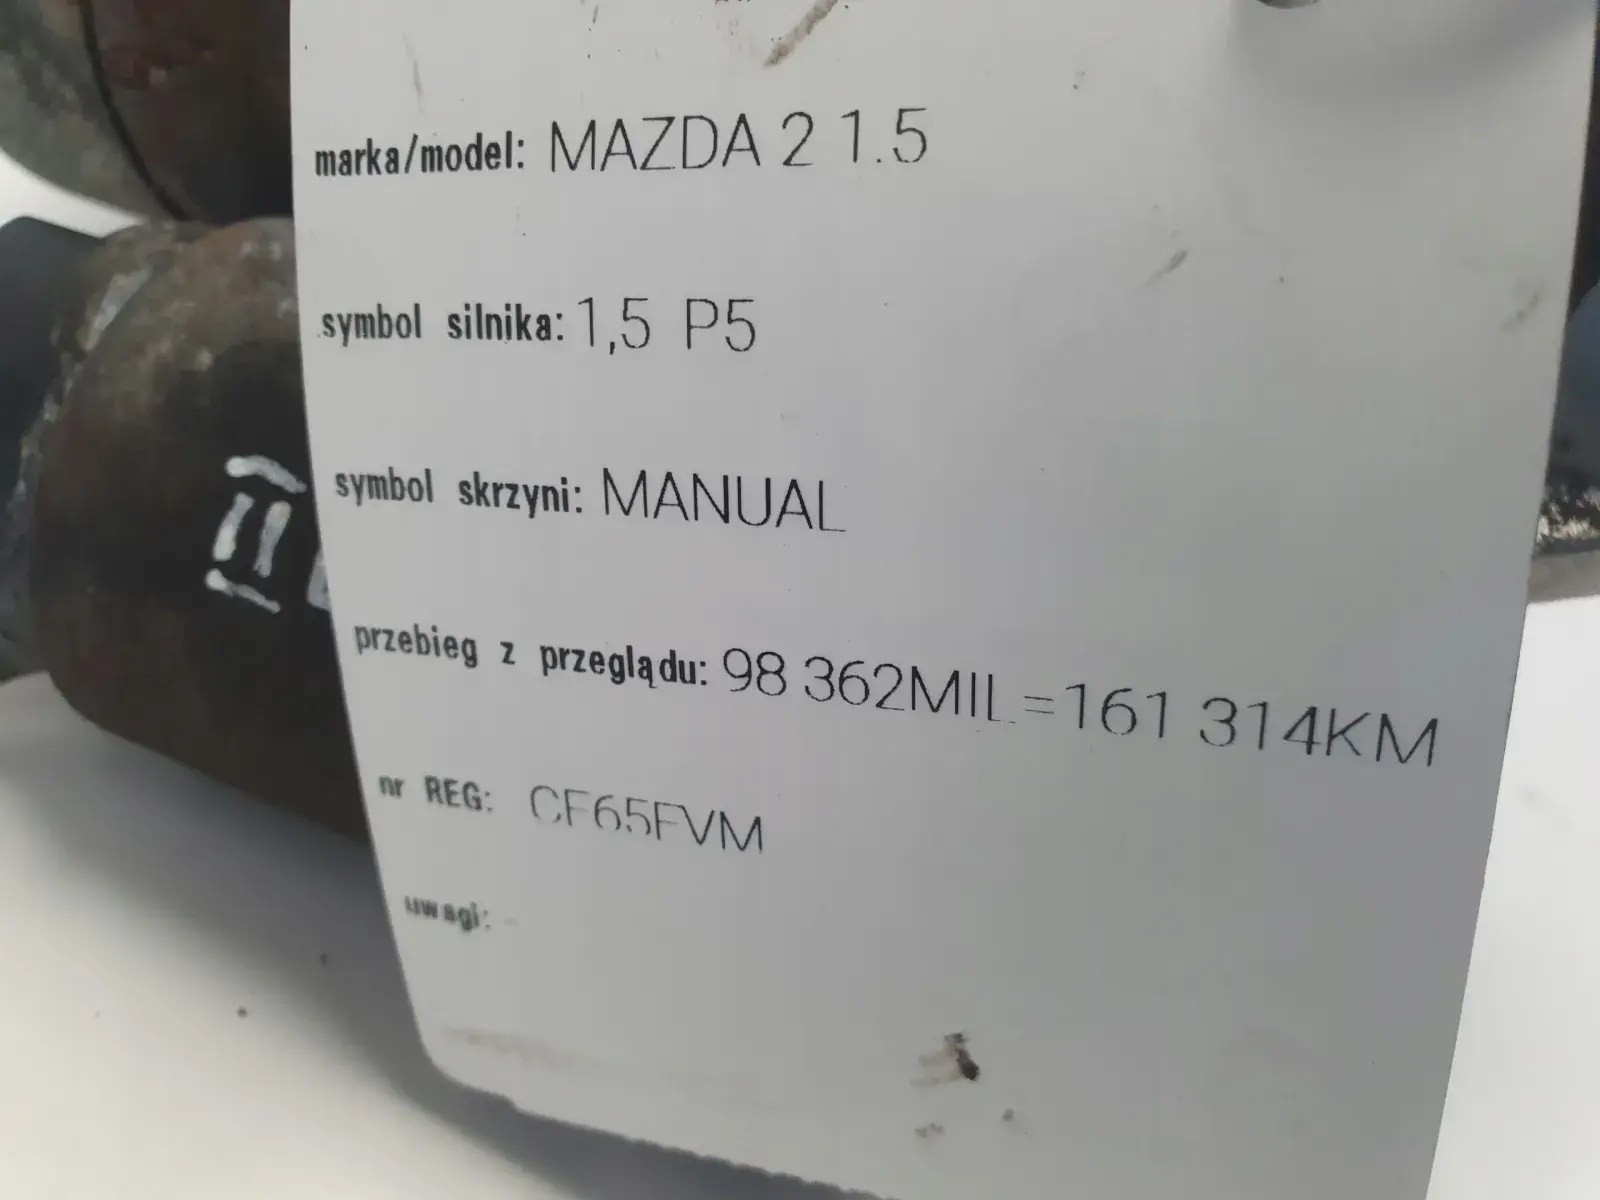 marka/model: MAZDA 2 1.5
symbol silnika: 1,5 P5
symbol skrzyni: MANUAL
przebieg z przeglądu: 98 362MIL=161 314KM
nr REG: CF65FVM
uwagi: -
II